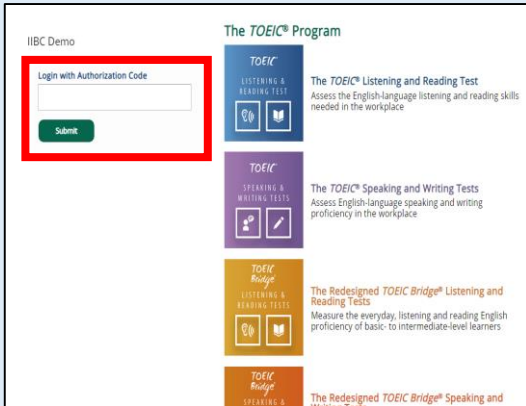 IIBC Demo
Login with Authorization Code
Submit
The TOEIC® Program
TOEIC
LISTENING &
READING TEST
The TOEIC® Listening and Reading Test
Assess the English-language listening and reading skills
needed in the workplace
TOEIC
SPEAKING &
WRITING TESTS
The TOEIC® Speaking and Writing Tests
Assess English-language speaking and writing
proficiency in the workplace
TOEIC
Bridge
LISTENING &
READING TESTS
The Redesigned TOEIC Bridge® Listening and
Reading Tests
Measure the everyday, listening and reading English
proficiency of basic- to intermediate-level learners
TOEIC
Bridge
SPEAKING &
The Redesigned TOEIC Bridge® Speaking and